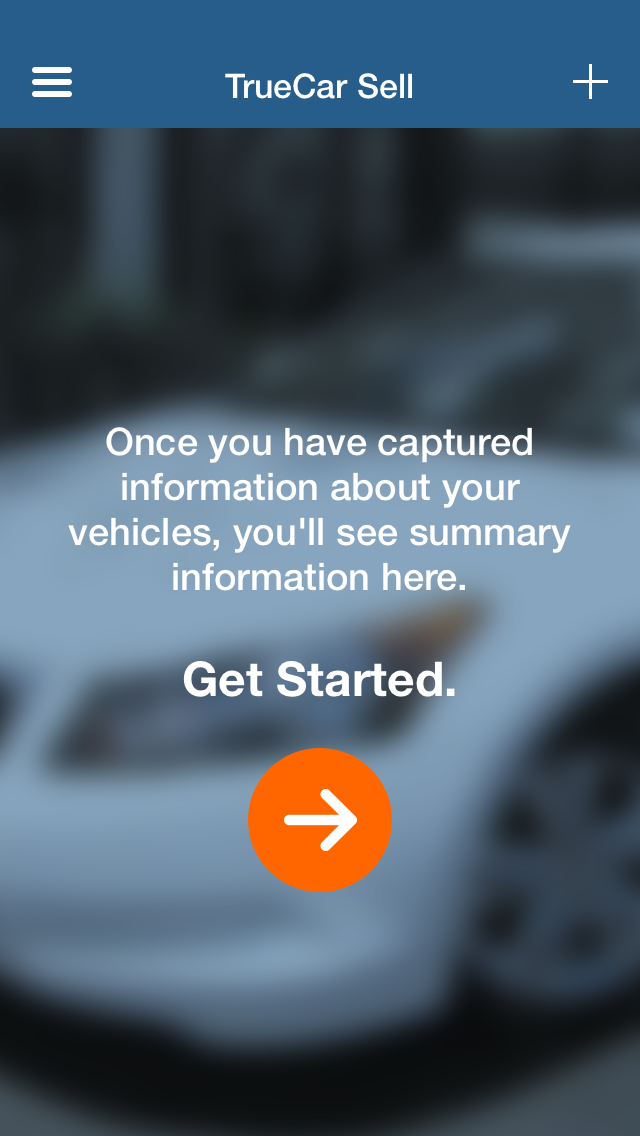 TrueCar Sell
Once you have captured
information about your
vehicles, you'll see summary
information here.
Get Started.